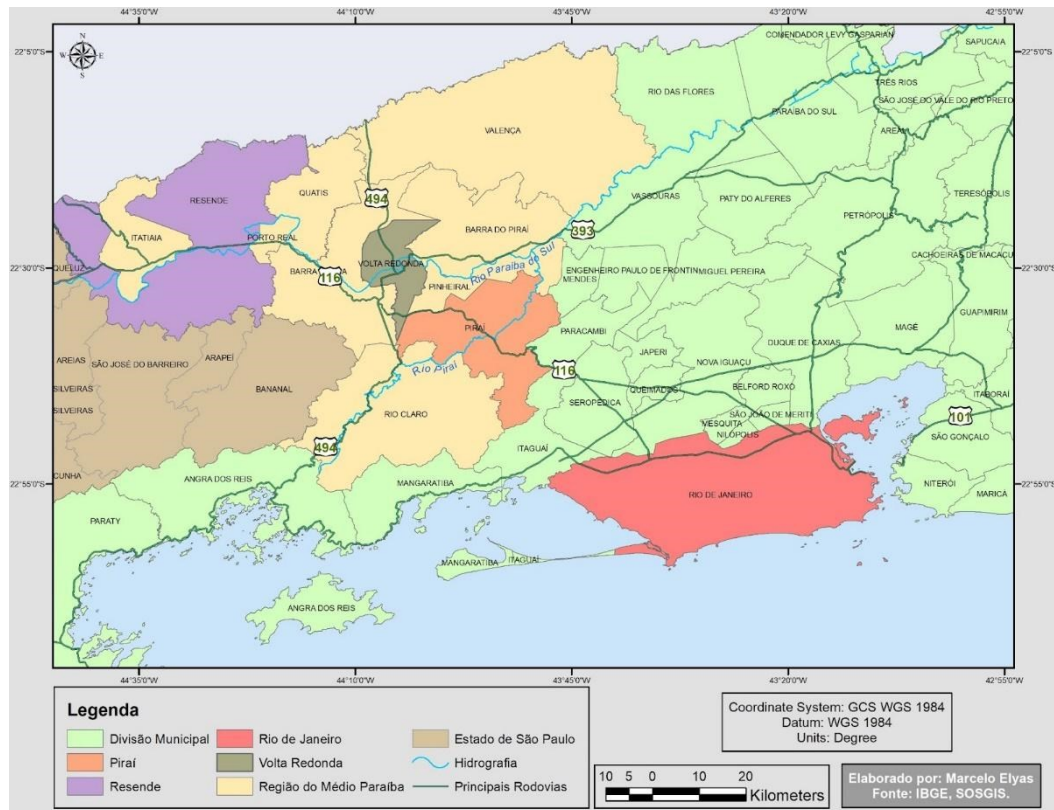 44°35'0"W 44°10'0"W 43°45'0"W 43°20'0"W 42°55'0"W
N
W E
S
22°5'0"S 22°5'0"S
COMENDADOR LEVY GASPARIAN
SAPUCAIA
TRÊS RIOS
RIO DAS FLORES
SÃO JOSÉ DO VALE DO RIO PRETO
PARAÍBA DO SUL
VALENÇA
AREAL
QUATIS
VASSOURAS
TERESÓPOLIS
494
RESENDE
PATY DO ALFERES
PETRÓPOLIS
BARRA DO PIRAÍ
393
ITATIAIA
PORTO REAL
CACHOEIRAS DE MACACU
VOLTA REDONDA
Rio Paraíba do Sul
QUELUZ
22°30'0"S 22°30'0"S
BARRA
116
ENGENHEIRO PAULO DE FRONTIN
MIGUEL PEREIRA
MENDES
PINHEIRAL
GUAPIMIRIM
MAGÉ
PIRAÍ
PARACAMBI
DUQUE DE CAXIAS
JAPERI
AREIAS
SÃO JOSÉ DO BARREIRO
ARAPEÍ
NOVA IGUAÇU
Rio Piraí
116
BANANAL
QUEIMADOS
BELFORD ROXO
SILVEIRAS
ITABORAÍ
SEROPÉDICA
SILVEIRAS
RIO CLARO
SÃO JOÃO DE MERITI
101
MESQUITA
NILÓPOLIS
SÃO GONÇALO
494
ITAGUAÍ
CUNHA
ANGRA DOS REIS
MANGARATIBA
NITERÓI
22°55'0"S 22°55'0"S
RIO DE JANEIRO
MARICÁ
PARATY
MANGARATIBA
ITAGUAÍ
ANGRA DOS REIS
44°35'0"W 44°10'0"W 43°45'0"W 43°20'0"W 42°55'0"W
Legenda
Divisão Municipal
Rio de Janeiro
Estado de São Paulo
Piraí
Volta Redonda
Hidrografia
Resende
Região do Médio Paraíba
Principais Rodovias
Coordinate System: GCS WGS 1984
Datum: WGS 1984
Units: Degree
10 5 0 10 20
Kilometers
Elaborado por: Marcelo Elyas
Fonte: IBGE, SOSGIS.